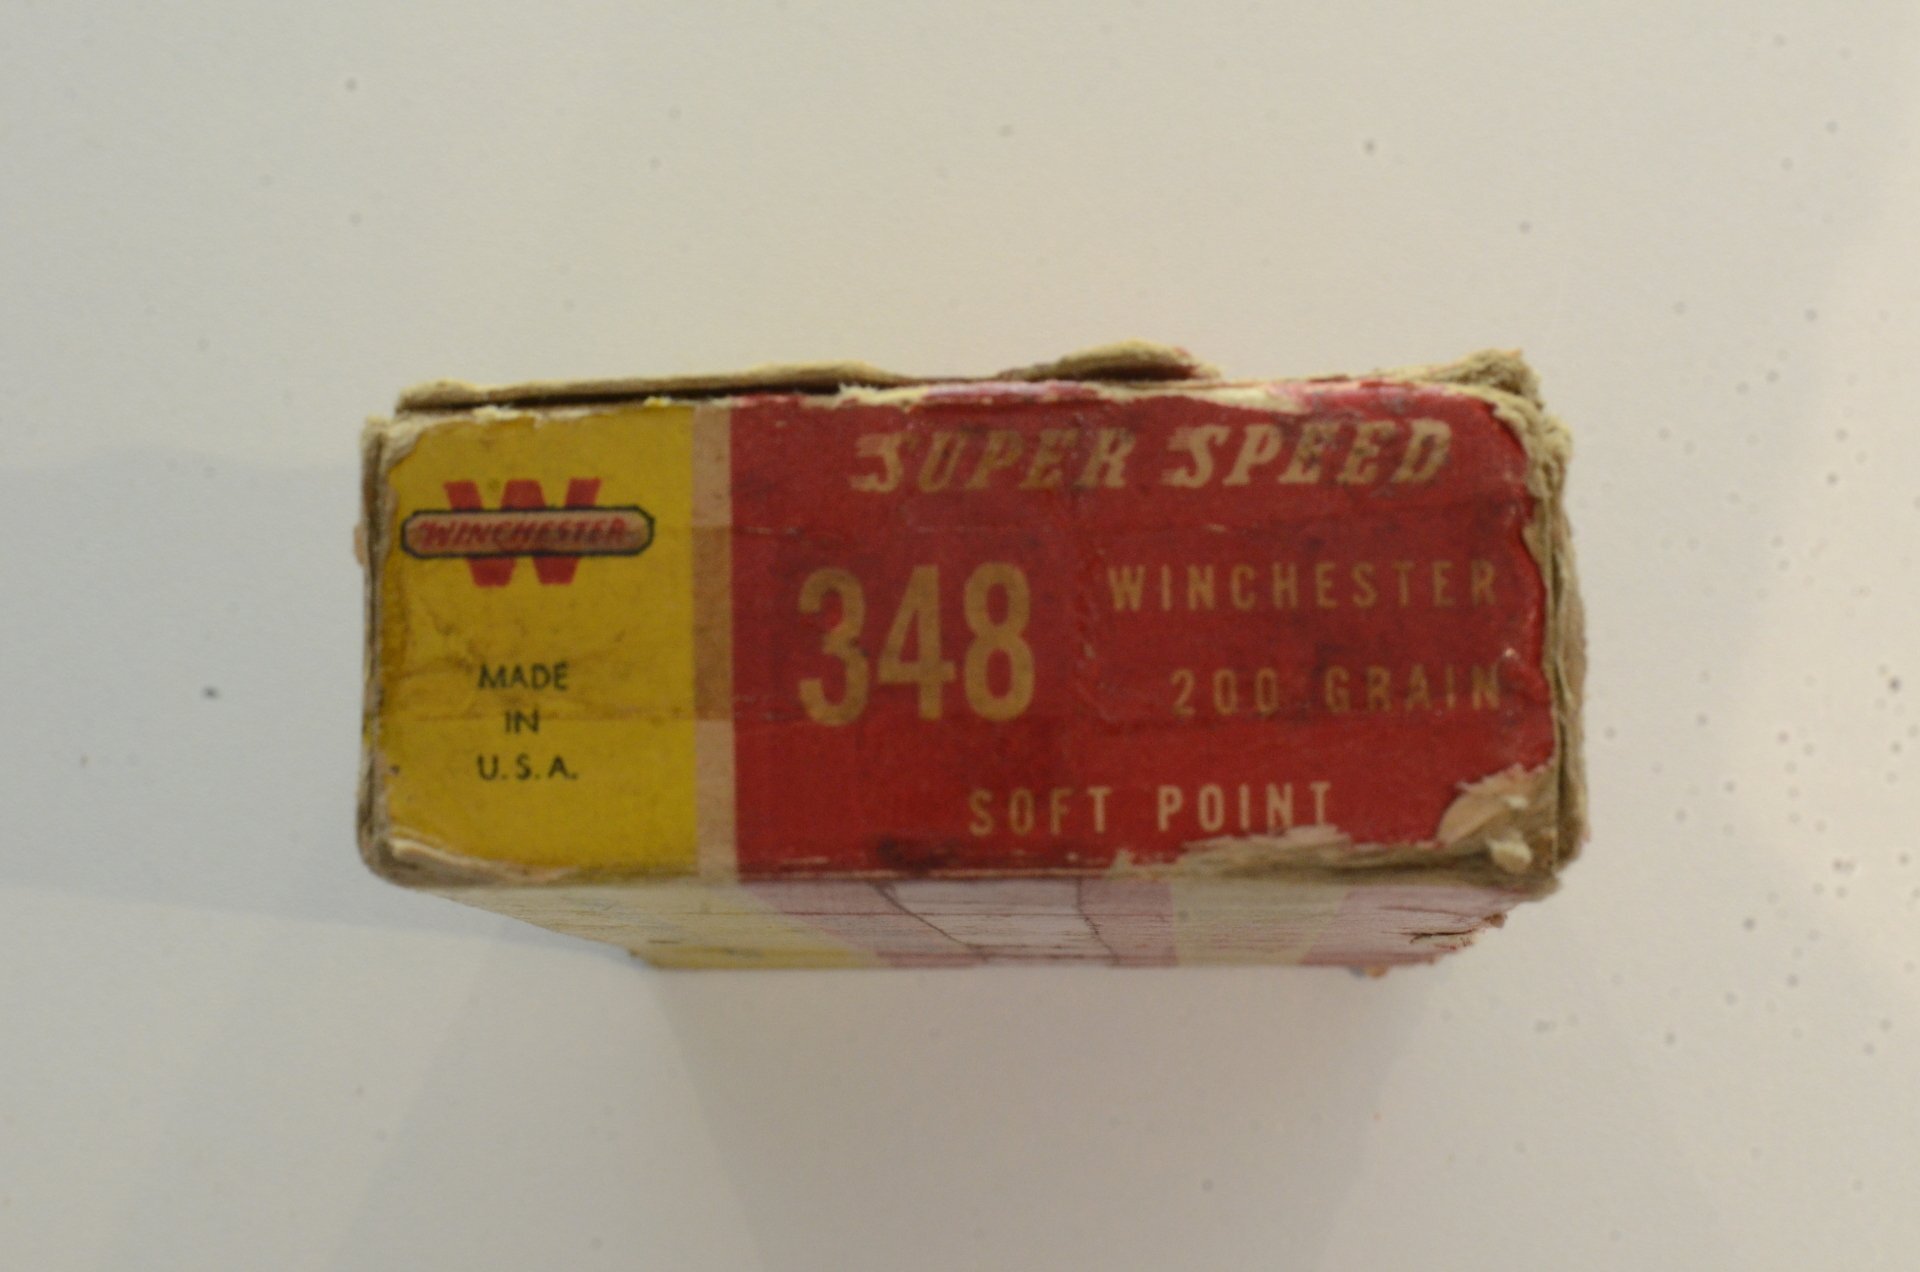 WINCHESTER
MADE
IN
U.S.A.
SUPER SPEED
348
WINCHESTER
200 GRAIN
SOFT POINT